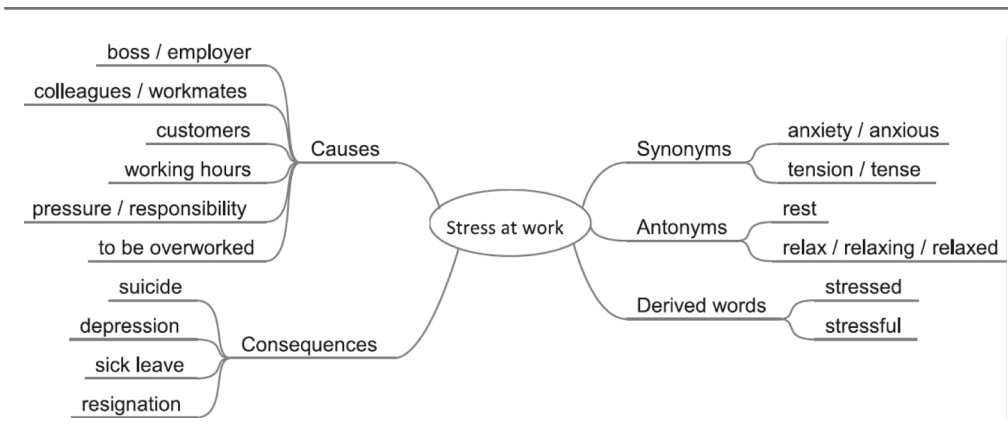 boss / employer
colleagues / workmates
customers
working hours
pressure / responsibility
to be overworked
Causes
suicide
depression
sick leave
resignation
Consequences
Stress at work
Synonyms
anxiety / anxious
tension / tense
Antonyms
rest
relax / relaxing / relaxed
Derived words
stressed
stressful